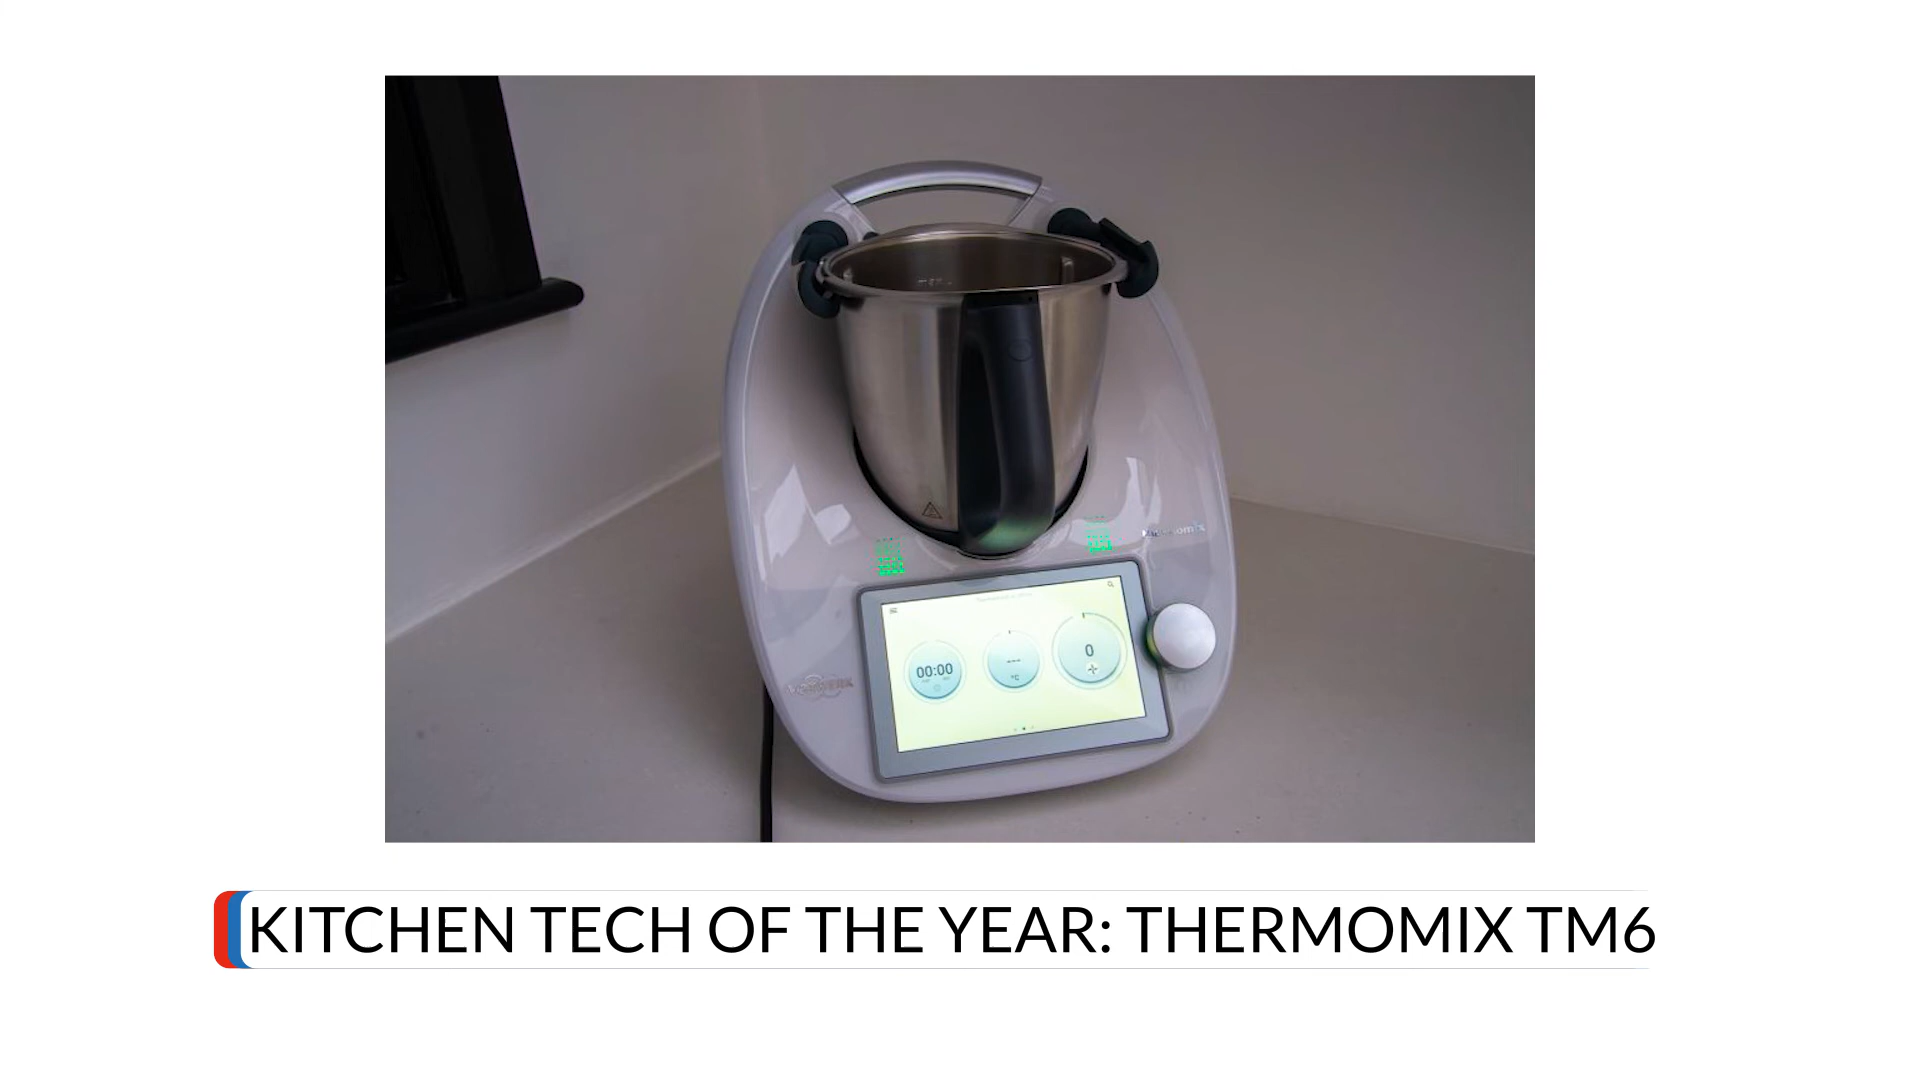 00:00
---
°C
0
KITCHEN TECH OF THE YEAR: THERMOMIX TM6